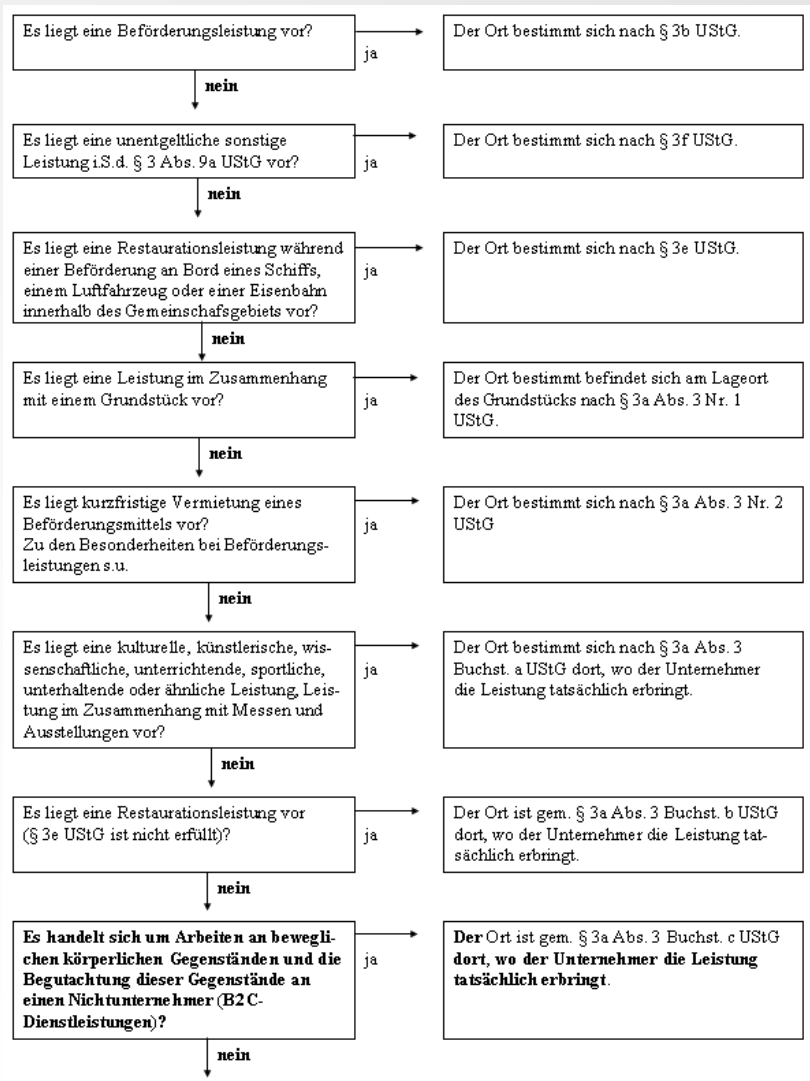 Es liegt eine Beförderungsleistung vor?
ja
Der Ort bestimmt sich nach § 3b UStG.
nein
Es liegt eine unentgeltliche sonstige
Leistung i.S.d. § 3 Abs. 9a UStG vor?
ja
Der Ort bestimmt sich nach § 3f UStG.
nein
Es liegt eine Restaurationsleistung während
einer Beförderung an Bord eines Schiffs,
einem Luftfahrzeug oder einer Eisenbahn
innerhalb des Gemeinschafsgebiets vor?
ja
Der Ort bestimmt sich nach § 3e UStG.
nein
Es liegt eine Leistung im Zusammenhang
mit einem Grundstück vor?
ja
Der Ort bestimmt befindet sich am Lageort
des Grundstücks nach § 3a Abs. 3 Nr. 1
UStG.
nein
Es liegt kurzfristige Vermietung eines
Beförderungsmittels vor?
Zu den Besonderheiten bei Beförderungs-
leistungen s.u.
ja
Der Ort bestimmt sich nach § 3a Abs. 3 Nr. 2
UStG
nein
Es liegt eine kulturelle, künstlerische, wis-
senschaftliche, unterrichtende, sportliche,
unterhaltende oder ähnliche Leistung, Leis-
tung im Zusammenhang mit Messen und
Ausstellungen vor?
ja
Der Ort bestimmt sich nach § 3a Abs. 3
Buchst. a UStG dort, wo der Unternehmer
die Leistung tatsächlich erbringt.
nein
Es liegt eine Restaurationsleistung vor
(§ 3e UStG ist nicht erfüllt)?
ja
Der Ort ist gem. § 3a Abs. 3 Buchst. b UStG
dort, wo der Unternehmer die Leistung tat-
sächlich erbringt.
nein
Es handelt sich um Arbeiten an bewegli-
chen körperlichen Gegenständen und die
Begutachtung dieser Gegenstände an
einen Nichtunternehmer (B2C-
Dienstleistungen)?
ja
Der Ort ist gem. § 3a Abs. 3 Buchst. c UStG
dort, wo der Unternehmer die Leistung
tatsächlich erbringt.
nein